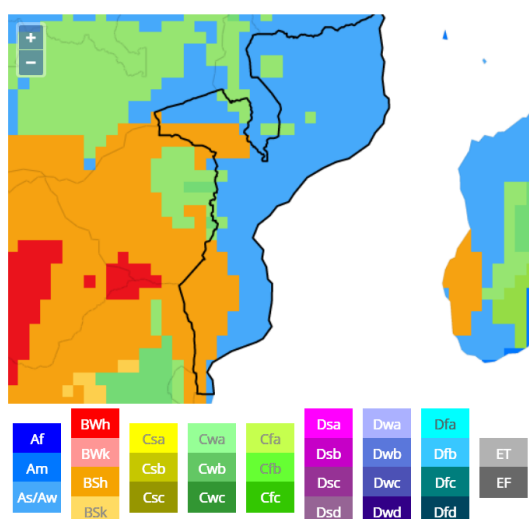 +
−
Af
Am
As/Aw
BWh
BWk
BSh
BSk
Csa
Csb
Csc
Cwa
Cwb
Cwc
Cfa
Cfb
Cfc
Dsa
Dsb
Dsc
Dsd
Dwa
Dwb
Dwc
Dwd
Dfa
Dfb
Dfc
Dfd
ET
EF